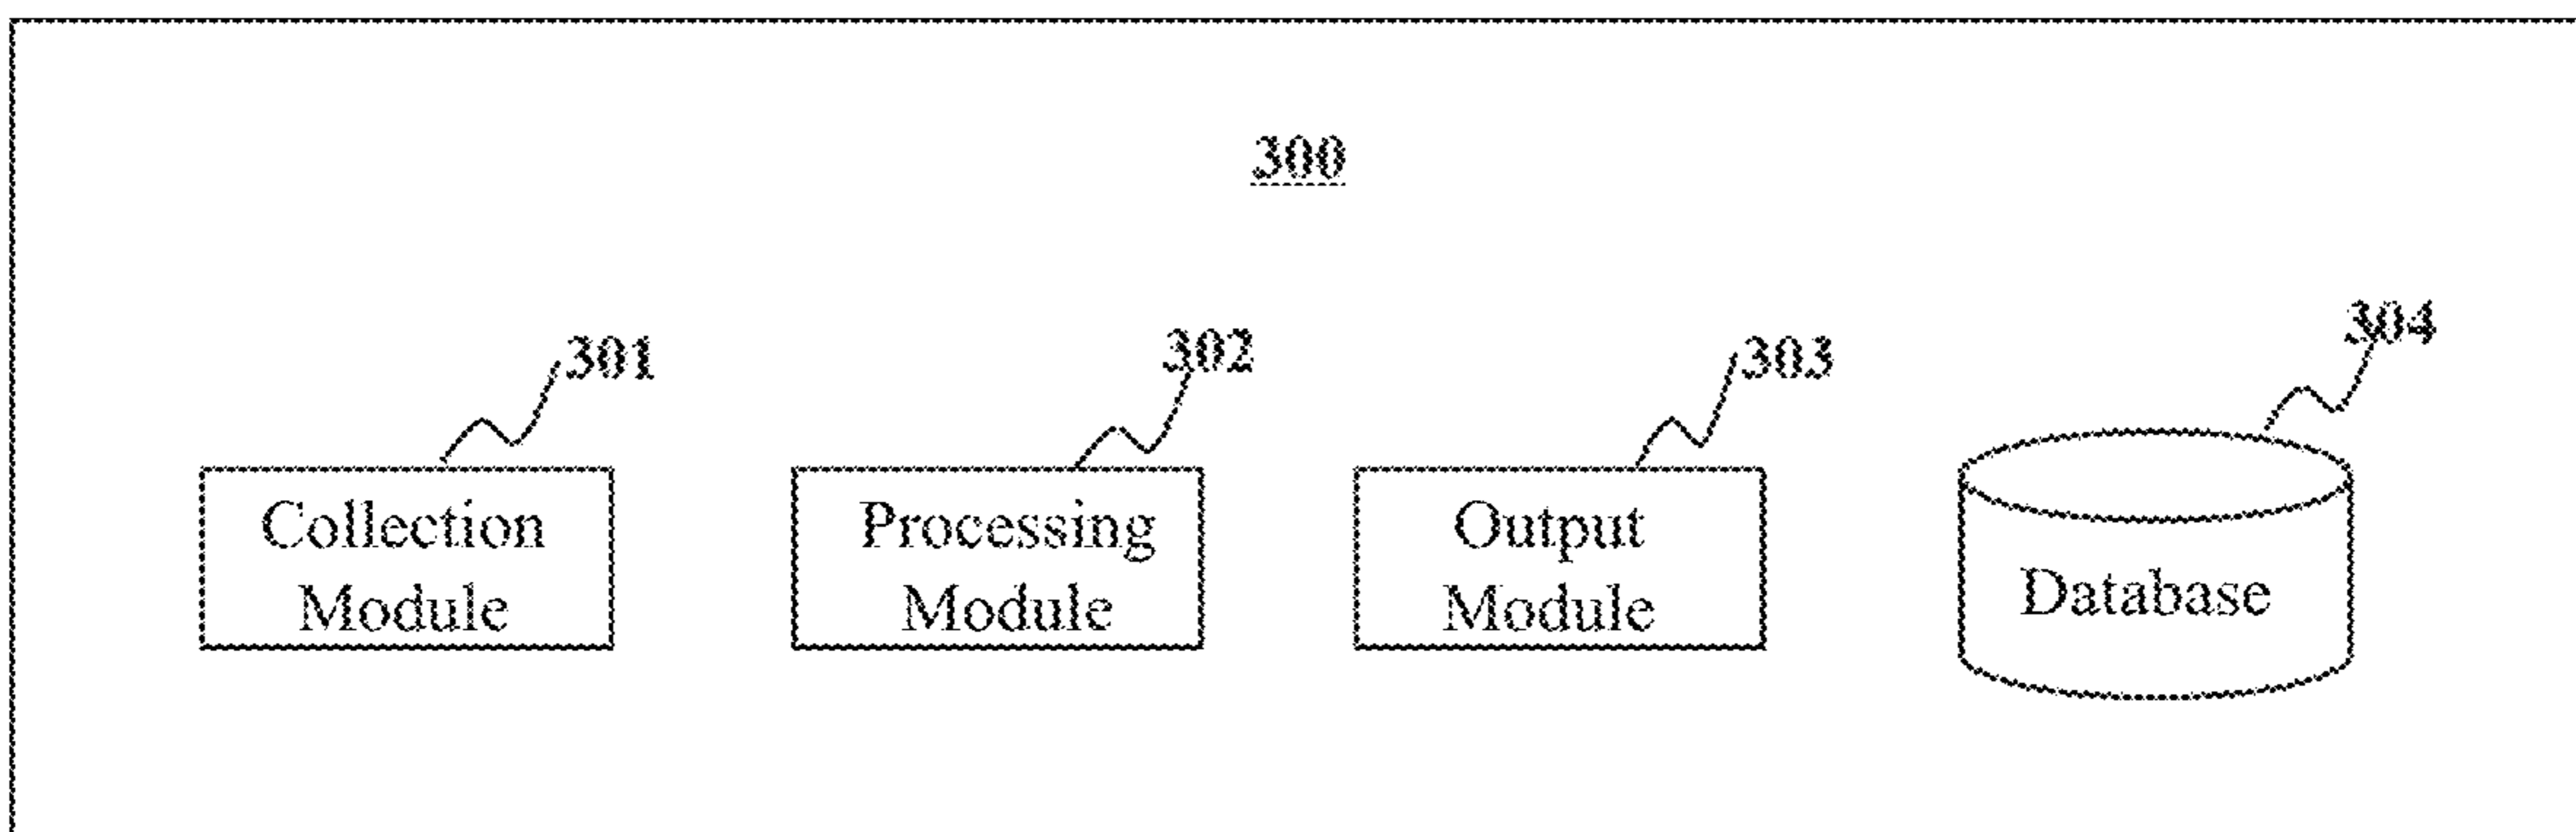 300
301
302
303
304
Collection
Module
Processing
Module
Output
Module
Database